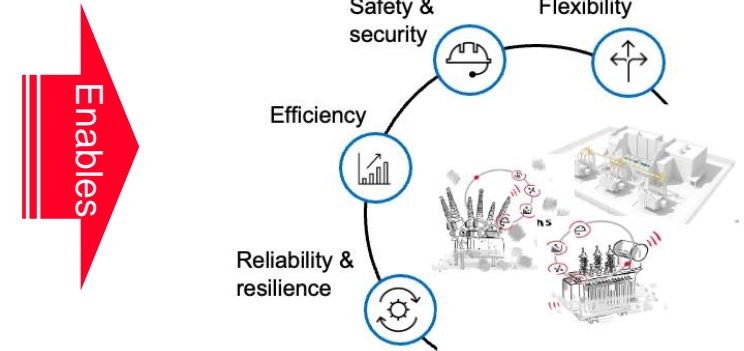 Enables
Safety &
security
Flexibility
Efficiency
Reliability &
resilience